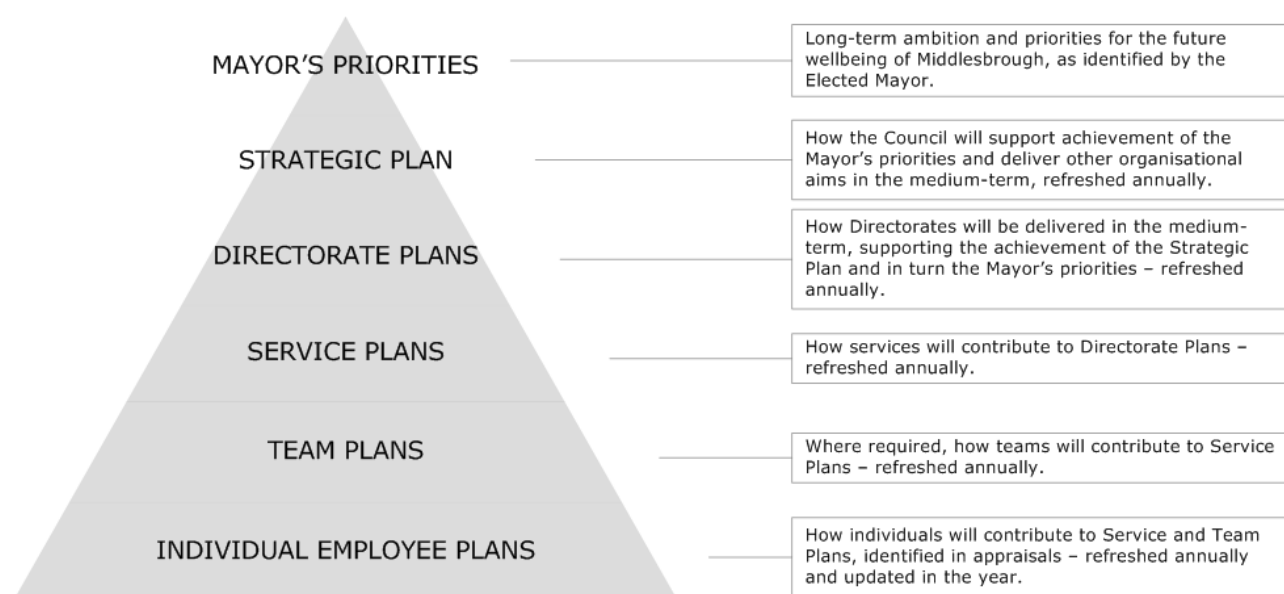 MAYOR'S PRIORITIES
Long-term ambition and priorities for the future
wellbeing of Middlesbrough, as identified by the
Elected Mayor.
STRATEGIC PLAN
How the Council will support achievement of the
Mayor's priorities and deliver other organisational
aims in the medium-term, refreshed annually.
DIRECTORATE PLANS
How Directorates will be delivered in the medium-
term, supporting the achievement of the Strategic
Plan and in turn the Mayor's priorities – refreshed
annually.
SERVICE PLANS
How services will contribute to Directorate Plans –
refreshed annually.
TEAM PLANS
Where required, how teams will contribute to Service
Plans – refreshed annually.
INDIVIDUAL EMPLOYEE PLANS
How individuals will contribute to Service and Team
Plans, identified in appraisals – refreshed annually
and updated in the year.